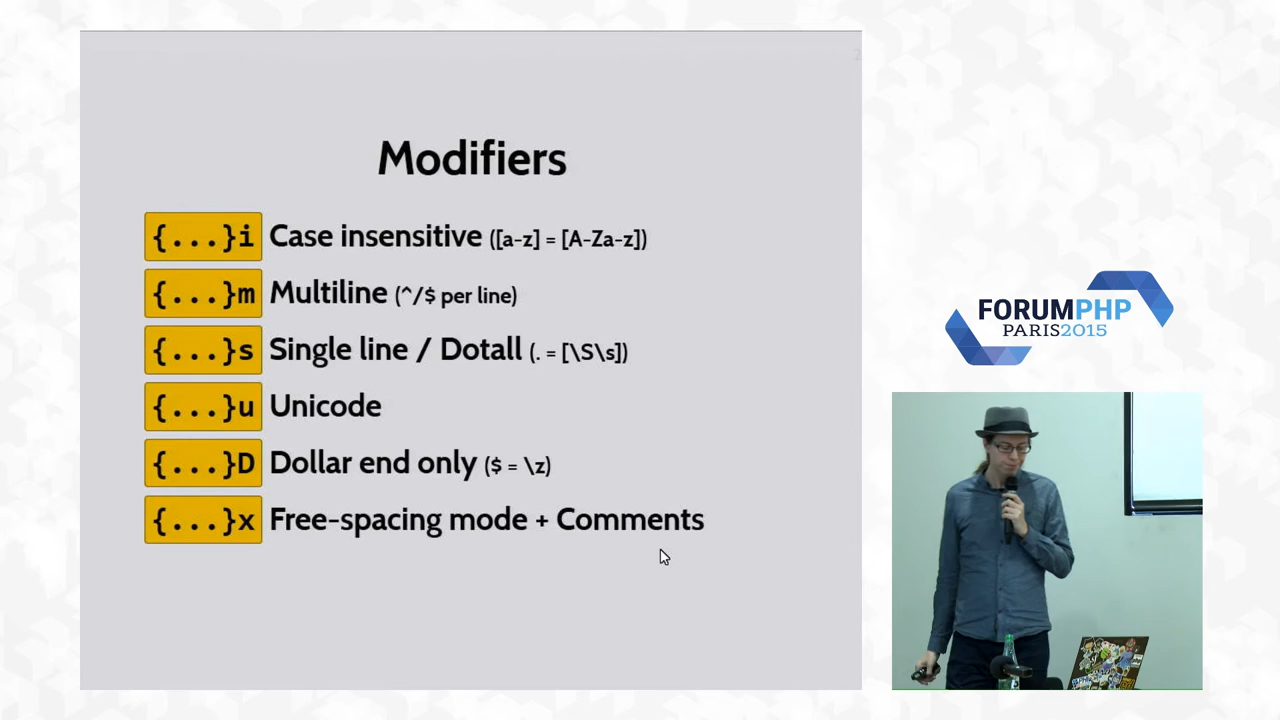 Modifiers
{...}i Case insensitive ([a-z] = [A-Za-z])
{...}m Multiline (^/$ per line)
{...}s Single line / Dotall (. = [\S\s])
{...}u Unicode
{...}D Dollar end only ($ = \z)
{...}x Free-spacing mode + Comments
FORUMPHP
PARIS2015